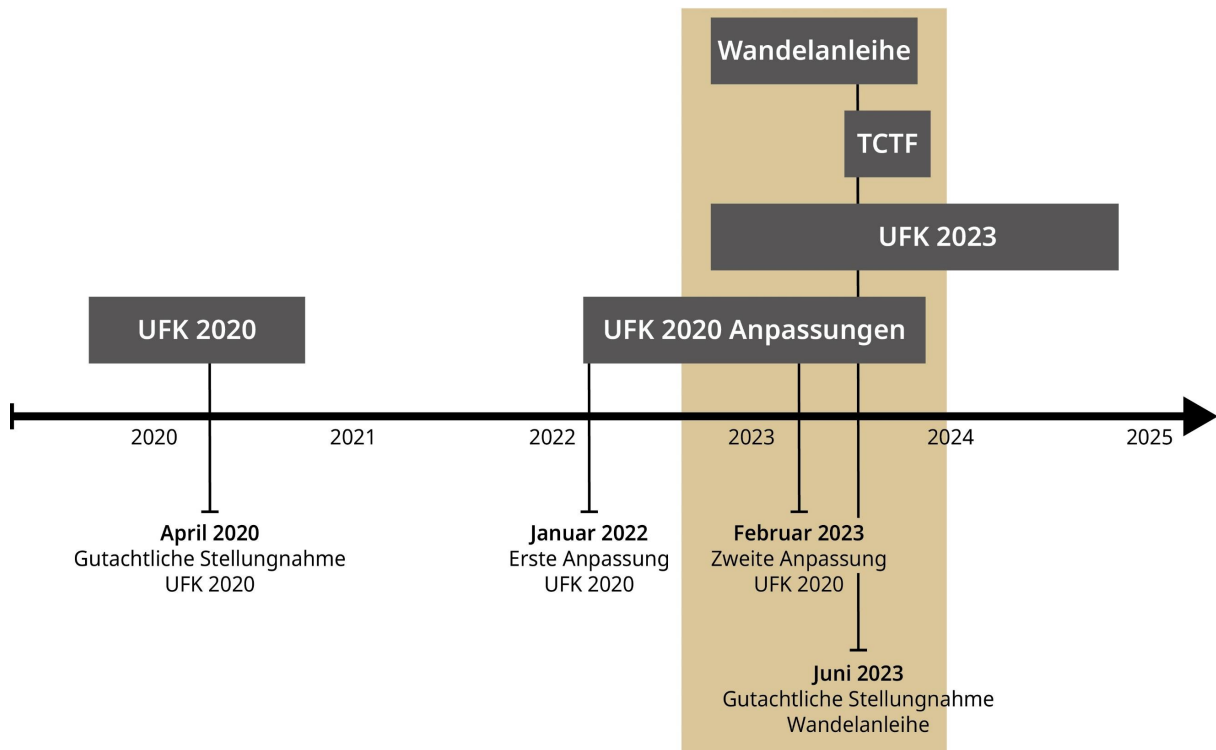 Wandelanleihe
TCTF
UFK 2023
UFK 2020
UFK 2020 Anpassungen
2020
2021
2022
2023
2024
2025
April 2020
Gutachtliche Stellungnahme
UFK 2020
Januar 2022
Erste Anpassung
UFK 2020
Februar 2023
Zweite Anpassung
UFK 2020
Juni 2023
Gutachtliche Stellungnahme
Wandelanleihe